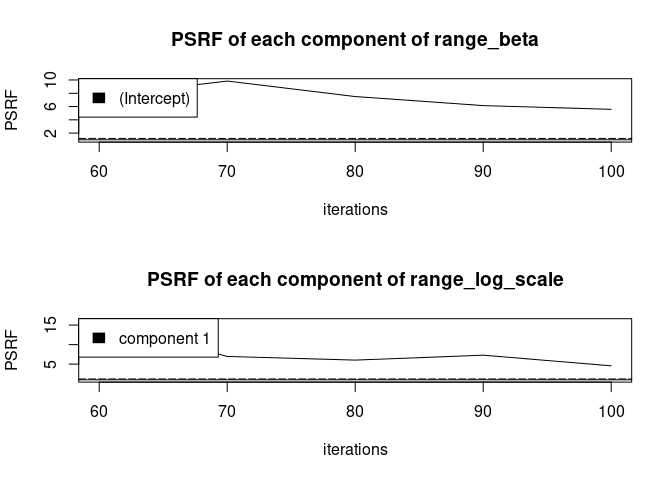 PSRF of each component of range_beta
PSRF
10
6
2
(Intercept)
60 70 80 90 100
iterations
PSRF of each component of range_log_scale
PSRF
15
5
component 1
60 70 80 90 100
iterations